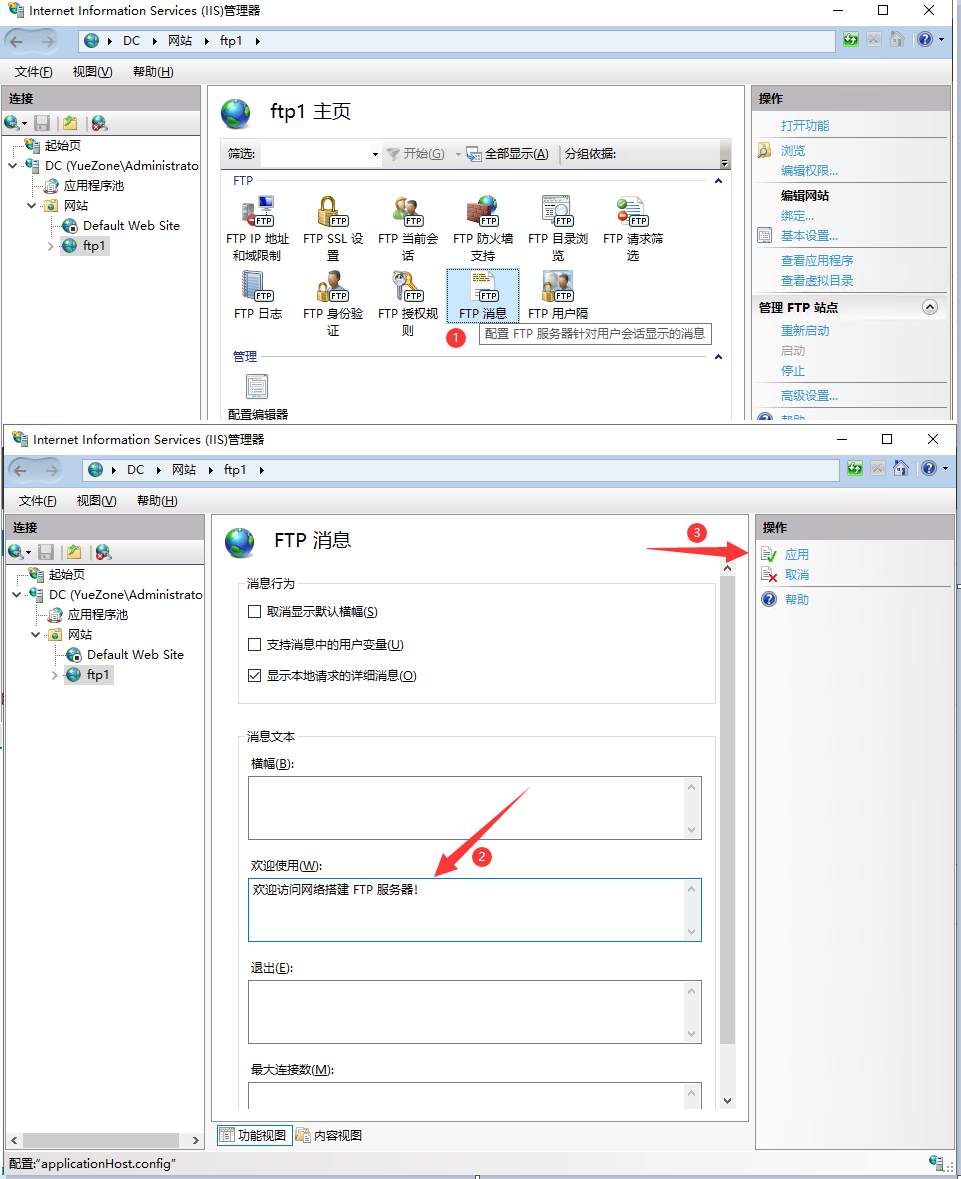 Internet Information Services (IIS)管理器
DC 网站 ftp1
文件(F) 视图(V) 帮助(H)
连接
起始页
DC (YueZone\Administrato
应用程序池
网站
Default Web Site
ftp1
ftp1 主页
筛选: 开始(G) 全部显示(A) 分组依据:
FTP
FTP IP 地址和域限制
FTP SSL 设置
FTP 当前会话
FTP 防火墙支持
FTP 目录浏览
FTP 请求筛选
FTP 日志
FTP 身份验证
FTP 授权规则
FTP 消息
FTP 用户隔
1
配置 FTP 服务器针对用户会话显示的消息
管理
配置编辑器
操作
打开功能
浏览
编辑权限...
编辑网站
绑定...
基本设置...
查看应用程序
查看虚拟目录
管理 FTP 站点
重新启动
启动
停止
高级设置...
帮助
Internet Information Services (IIS)管理器
DC 网站 ftp1
文件(F) 视图(V) 帮助(H)
连接
起始页
DC (YueZone\Administrato
应用程序池
网站
Default Web Site
ftp1
FTP 消息
消息行为
取消显示默认横幅(S)
支持消息中的用户变量(U)
显示本地请求的详细消息(O)
消息文本
横幅(B):
2
欢迎使用(W):
欢迎访问网络搭建 FTP 服务器!
退出(E):
最大连接数(M):
功能视图 内容视图
3
操作
应用
取消
帮助
配置:“applicationHost.config”